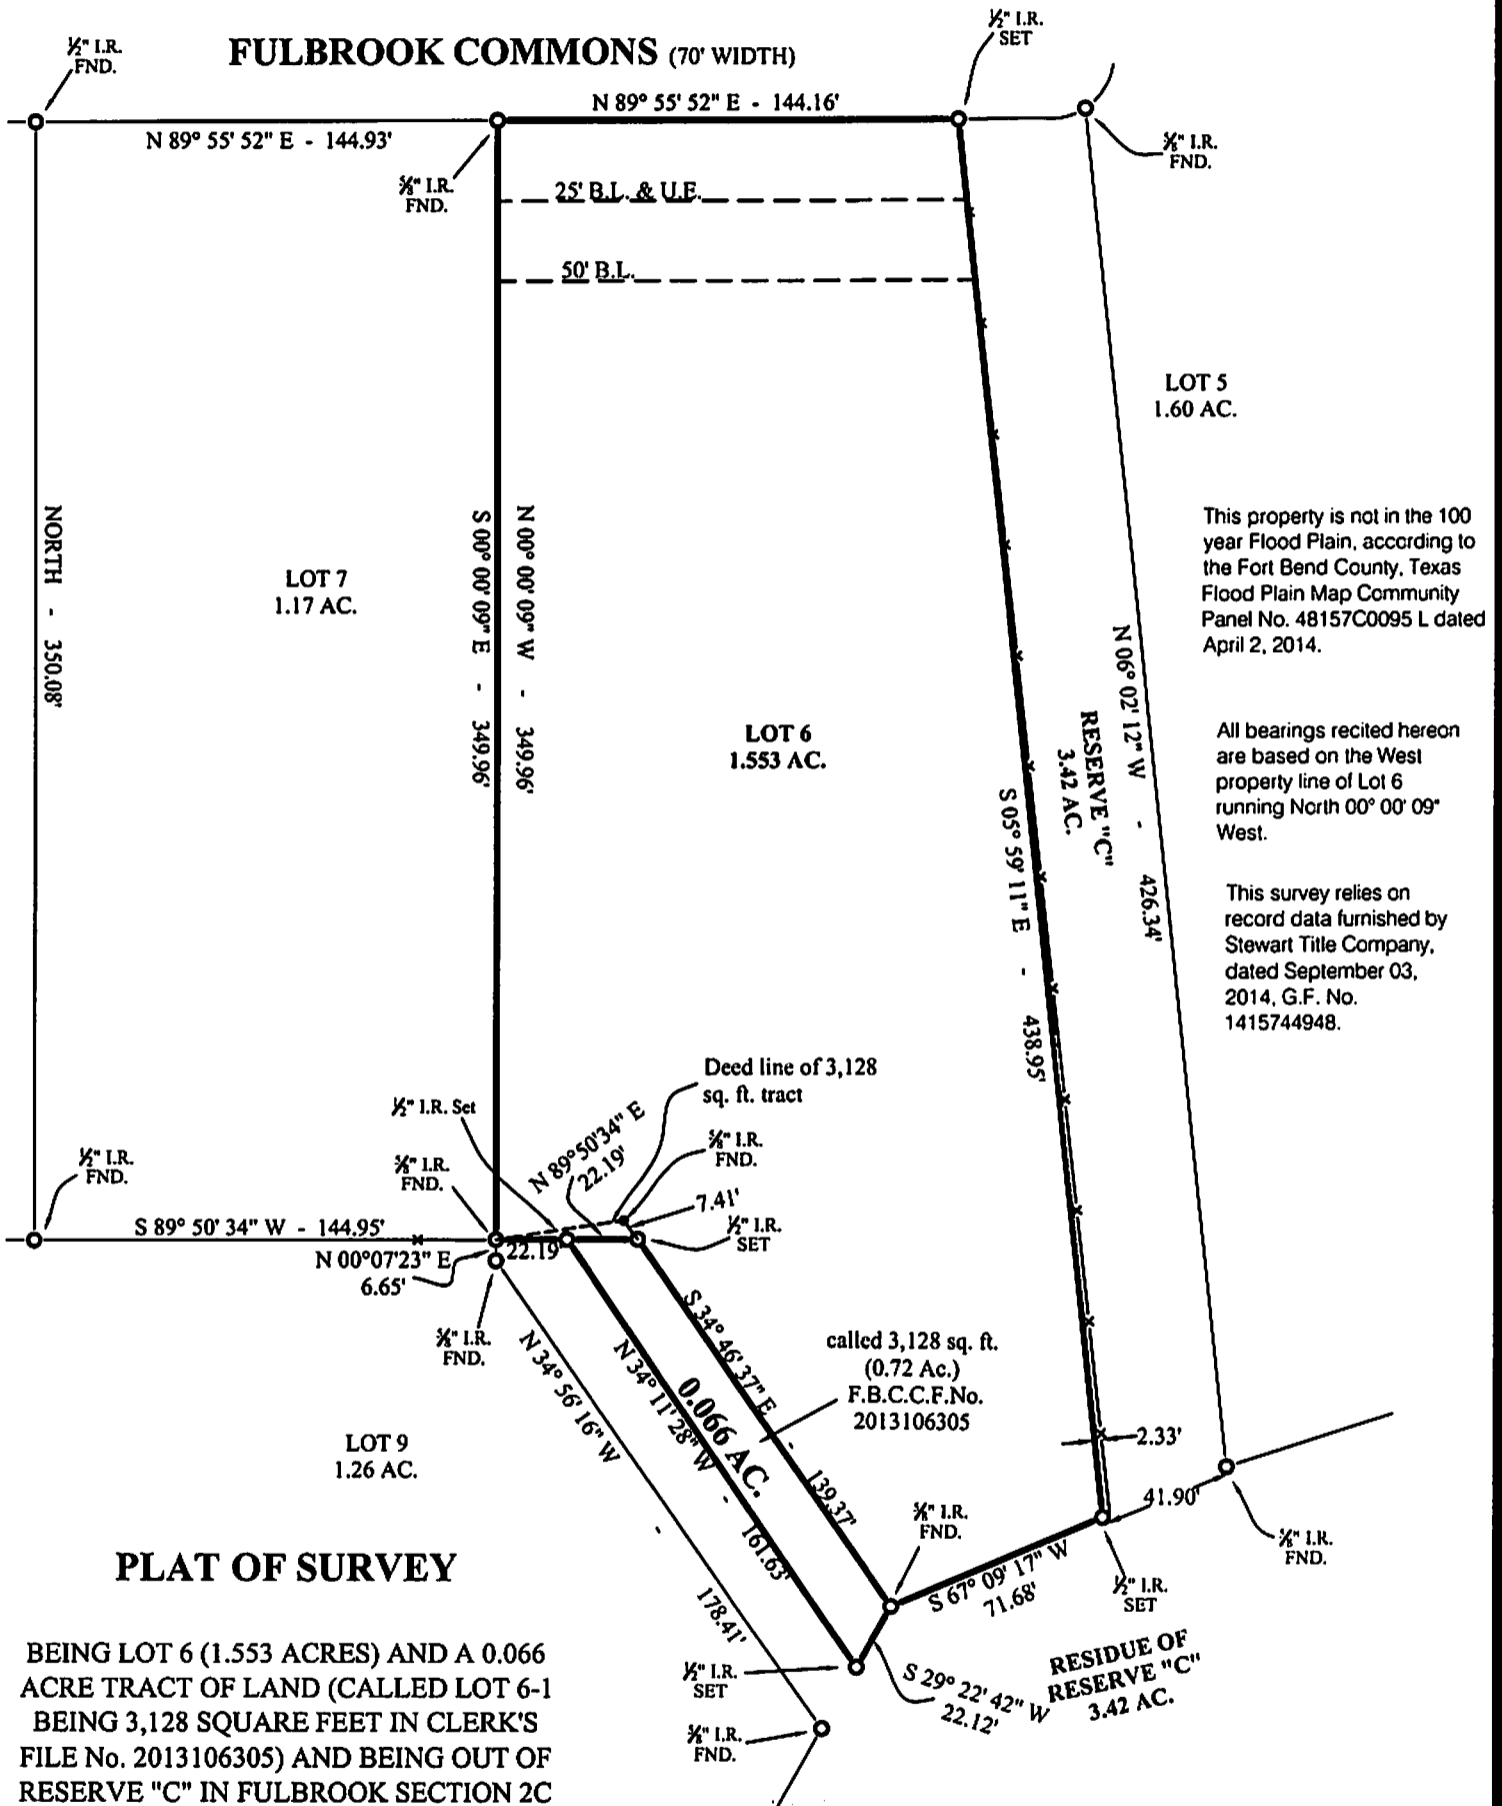 ½" I.R.
FND.
FULBROOK COMMONS (70' WIDTH)
½" I.R.
SET
N 89° 55' 52" E - 144.93'
N 89° 55' 52" E - 144.16'
⅝" I.R.
FND.
⅝" I.R.
FND.
25' B.L. & U.E.
50' B.L.
LOT 5
1.60 AC.
NORTH - 350.08'
LOT 7
1.17 AC.
S 00° 00' 09" E - 349.96'
N 00° 00' 09" W - 349.96'
LOT 6
1.553 AC.
S 05° 59' 11" E - 438.95'
RESERVE "C"
3.42 AC.
N 06° 02' 12" W - 426.34'
This property is not in the 100
year Flood Plain, according to
the Fort Bend County, Texas
Flood Plain Map Community
Panel No. 48157C0095 L dated
April 2, 2014.
All bearings recited hereon
are based on the West
property line of Lot 6
running North 00° 00' 09"
West.
This survey relies on
record data furnished by
Stewart Title Company,
dated September 03,
2014, G.F. No.
1415744948.
Deed line of 3,128
sq. ft. tract
½" I.R. Set
N 89°50'34" E
22.19'
⅝" I.R.
FND.
½" I.R.
FND.
⅝" I.R.
FND.
7.41'
½" I.R.
SET
S 89° 50' 34" W - 144.95'
22.19'
N 00°07'23" E
6.65'
⅝" I.R.
FND.
N 34° 56' 16" W - 178.41'
N 34° 11' 28" W - 161.63'
0.066 AC.
S 34° 46' 37" E - 139.37'
called 3,128 sq. ft.
(0.72 Ac.)
F.B.C.C.F.No.
2013106305
2.33'
41.90'
LOT 9
1.26 AC.
⅝" I.R.
FND.
⅝" I.R.
FND.
S 67° 09' 17" W
71.68'
½" I.R.
SET
PLAT OF SURVEY
½" I.R.
SET
S 29° 22' 42" W
22.12'
RESIDUE OF
RESERVE "C"
3.42 AC.
⅝" I.R.
FND.
BEING LOT 6 (1.553 ACRES) AND A 0.066
ACRE TRACT OF LAND (CALLED LOT 6-1
BEING 3,128 SQUARE FEET IN CLERK'S
FILE No. 2013106305) AND BEING OUT OF
RESERVE "C" IN FULBROOK SECTION 2C